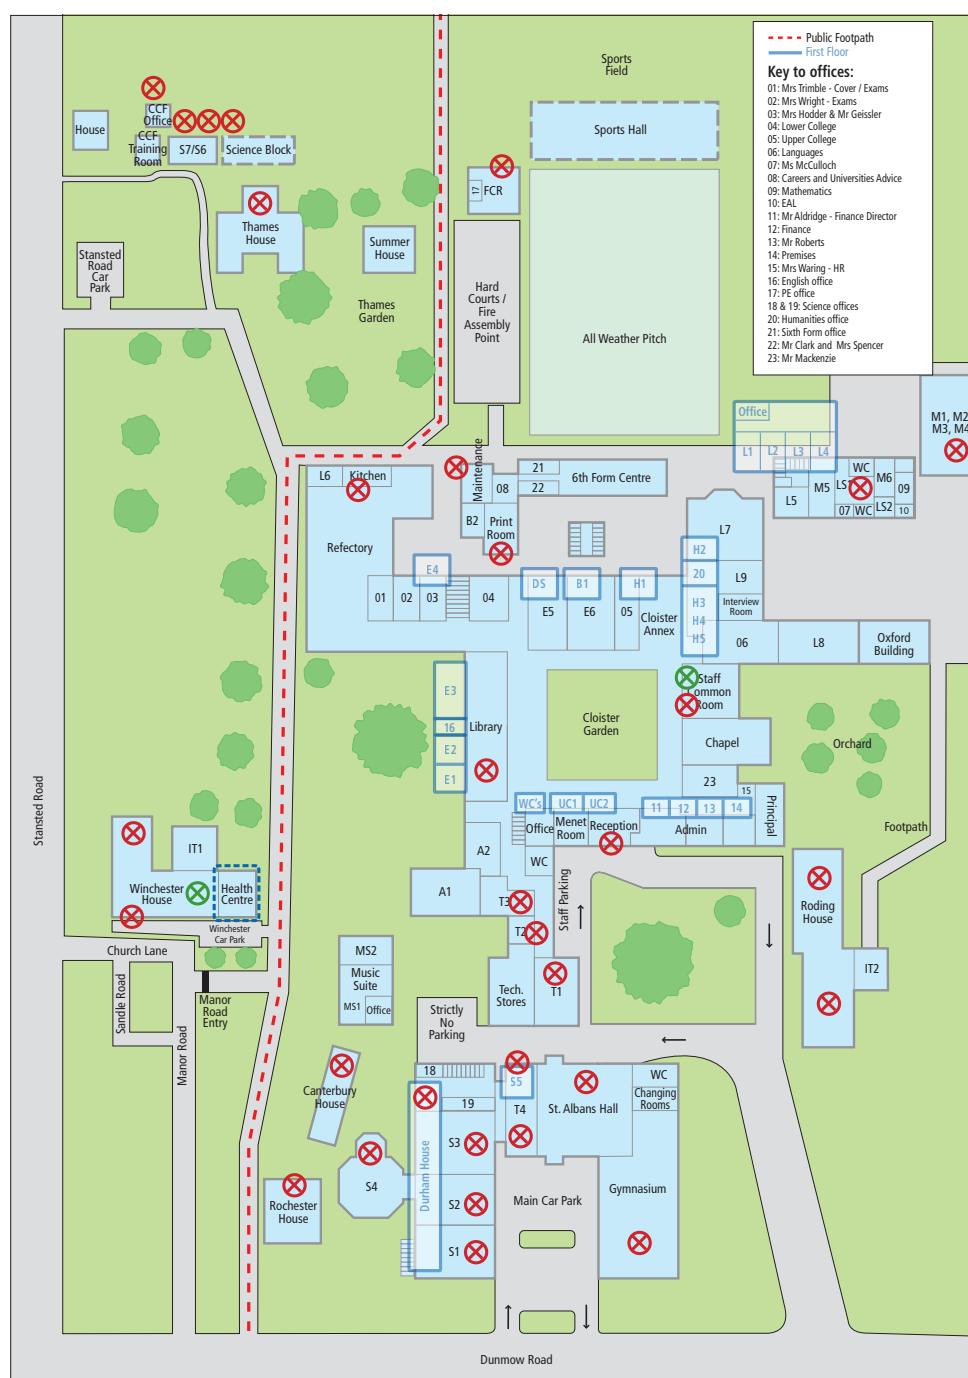 Public Footpath
First Floor
Key to offices:
01: Mrs Trimble - Cover / Exams
02: Mrs Wright - Exams
03: Mrs Hodder & Mr Geissler
04: Lower College
05: Upper College
06: Languages
07: Ms McCulloch
08: Careers and Universities Advice
09: Mathematics
10: EAL
11: Mr Aldridge - Finance Director
12: Finance
13: Mr Roberts
14: Premises
15: Mrs Waring - HR
16: English office
17: PE office
18 & 19: Science offices
20: Humanities office
21: Sixth Form office
22: Mr Clark and Mrs Spencer
23: Mr Mackenzie
Sports
Field
Sports Hall
House
CCF
Office
CCF
Training
Room
S7/S6
Science Block
17
FCR
Thames
House
Summer
House
Stansted
Road
Car
Park
Thames
Garden
Hard
Courts /
Fire
Assembly
Point
All Weather Pitch
Office
L1
L2
L3
L4
M1, M2
M3, M4
L6
Kitchen
Maintenance
21
22
6th Form Centre
08
B2
Print
Room
L5
M5
LS1
WC
M6
09
07
WC
LS2
10
Refectory
L7
H2
E4
DS
B1
H1
20
L9
01
02
03
04
E5
E6
05
Cloister
Annex
H3
H4
H5
Interview
Room
06
L8
Oxford
Building
E3
16
E2
E1
Library
Staff
Common
Room
Cloister
Garden
Chapel
Orchard
23
15
Principal
WC's
UC1
UC2
11
12
13
14
Office
Menet
Room
Reception
Admin
Footpath
Stansted Road
IT1
Winchester
House
Health
Centre
A2
WC
A1
T3
T2
Staff Parking
Roding
House
Winchester
Car Park
Church Lane
Sandle Road
Manor Road
Manor
Road
Entry
MS2
Music
Suite
MS1
Office
Tech.
Stores
T1
IT2
Strictly
No
Parking
18
19
S5
T4
St. Albans Hall
WC
Changing
Rooms
Canterbury
House
Durham House
S3
S2
S1
S4
Rochester
House
Main Car Park
Gymnasium
Dunmow Road